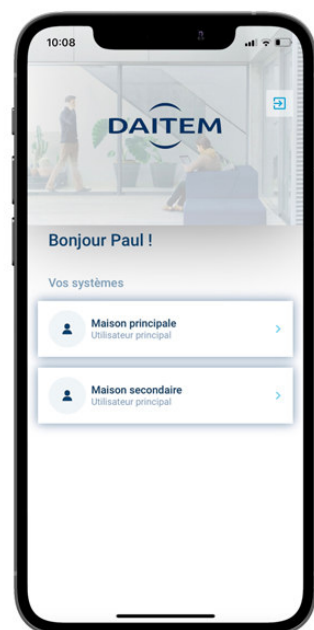 10:08
DAITEM
Bonjour Paul !
Vos systèmes
Maison principale
Utilisateur principal
Maison secondaire
Utilisateur principal